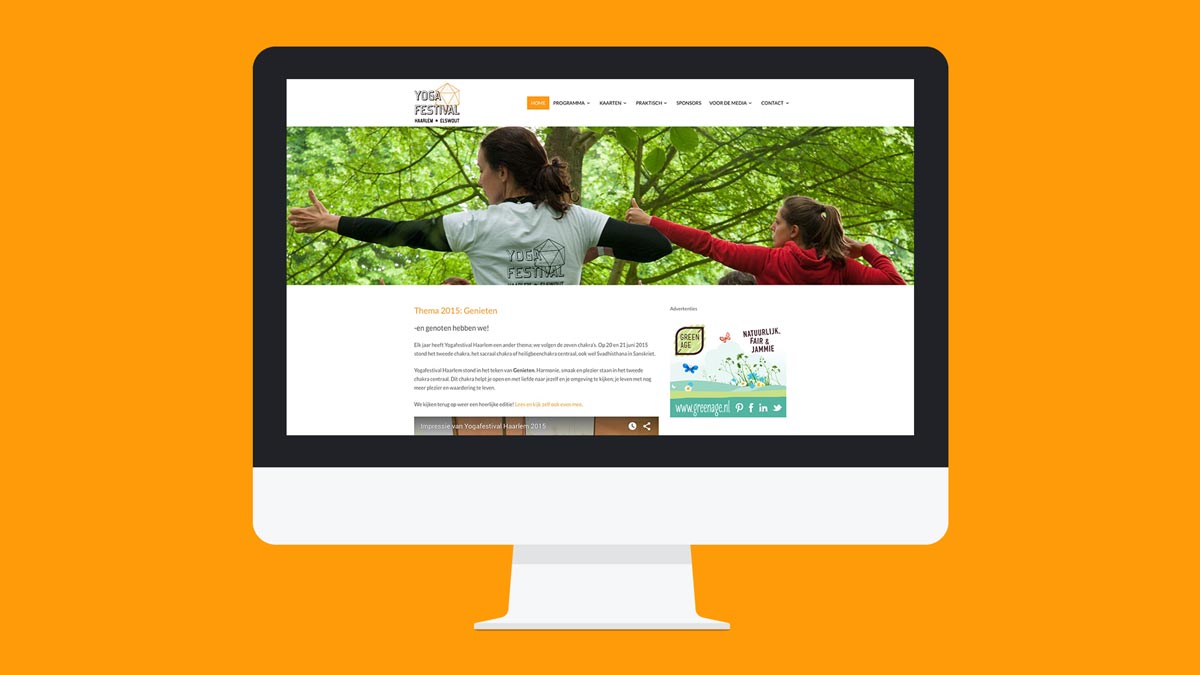 YOGA
FESTIVAL
HAARLEM • ELSWOUT
HOME PROGRAMMA KAARTEN PRAKTISCH SPONSORS VOOR DE MEDIA CONTACT
YOGA
FESTIVAL
HAARLEM • ELSWOUT
Thema 2015: Genieten
-en genoten hebben we!
Elk jaar heeft Yogafestival Haarlem een ander thema; we volgen de zeven chakra's. Op 20 en 21 juni 2015
stond het tweede chakra, het sacraal chakra of heiligbeenchakra centraal, ook wel Svadhisthana in Sanskriet.
Yogafestival Haarlem stond in het teken van Genieten. Harmonie, smaak en plezier staan in het tweede
chakra centraal. Dit chakra helpt je open en met liefde naar jezelf en je omgeving te kijken; je leven met nog
meer plezier en waardering te leven.
We kijken terug op weer een heerlijke editie! Lees en kijk zelf ook even mee.
Impressie van Yogafestival Haarlem 2015
Advertenties
GREEN
AGE
NATUURLIJK,
FAIR &
JAMMIE
www.greenage.nl